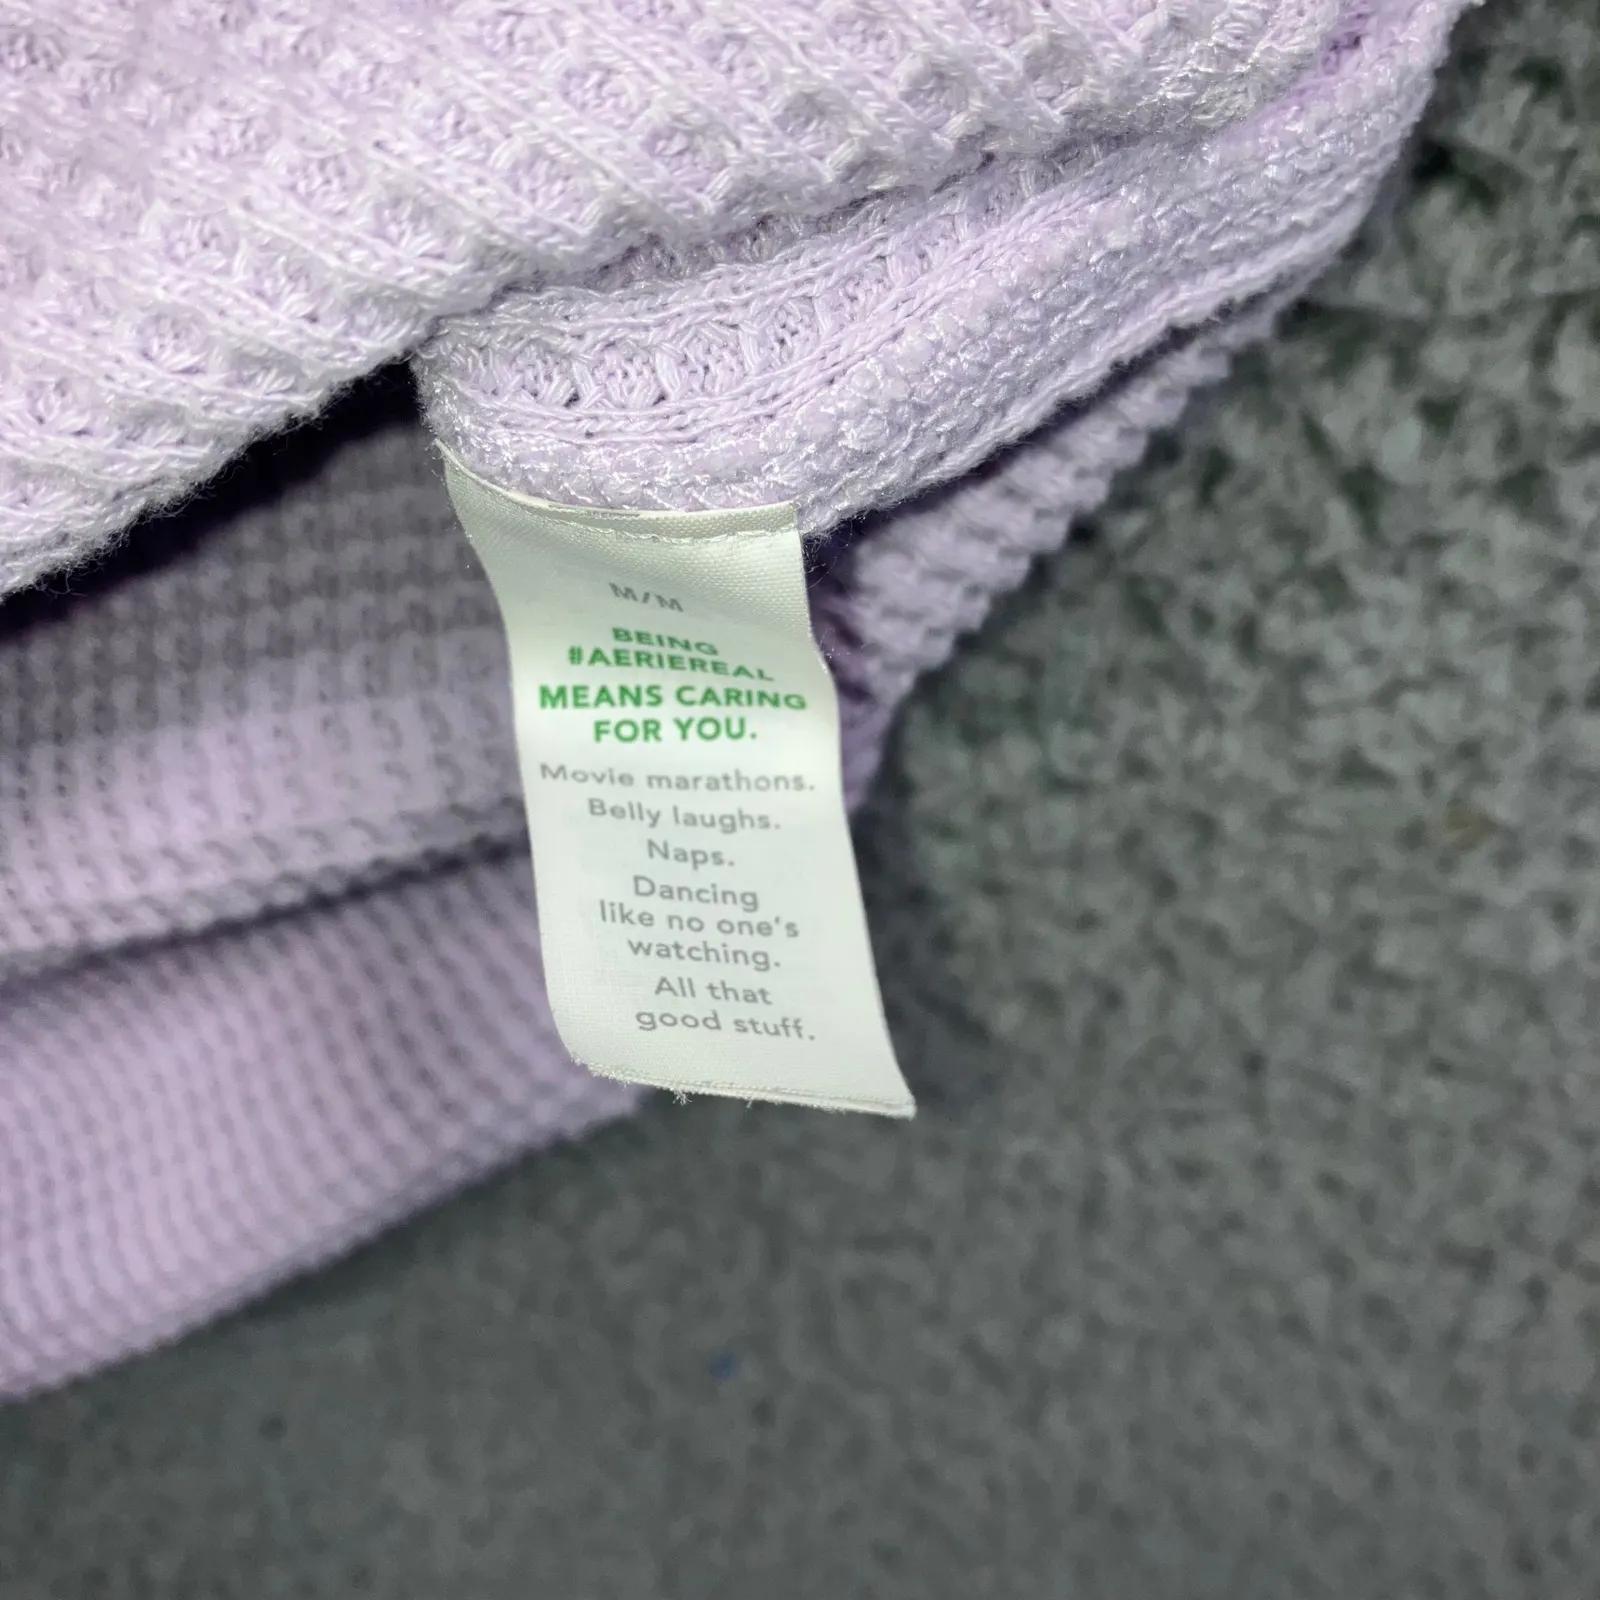 M/M
BEING
#AERIEREAL
MEANS CARING
FOR YOU.
Movie marathons.
Belly laughs.
Naps.
Dancing
like no one's
watching.
All that
good stuff.